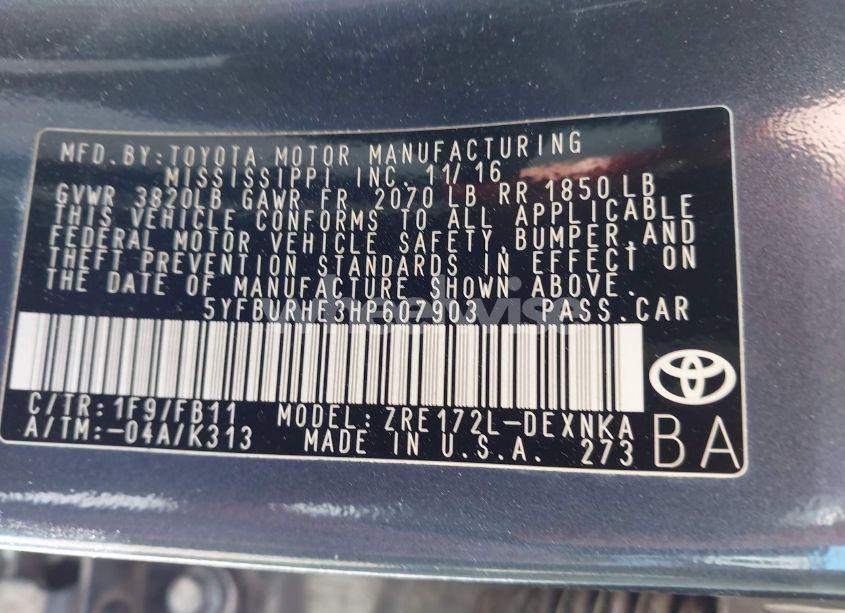 MFD.BY:TOYOTA MOTOR MANUFACTURING
MISSISSIPPI INC. 11/16
GVWR 3820LB GAWR FR 2070 LB RR 1850LB
THIS VEHICLE CONFORMS TO ALL APPLICABLE
FEDERAL MOTOR VEHICLE SAFETY,BUMPER,AND
THEFT PREVENTION STANDARDS IN EFFECT ON
THE DATE OF MANUFACTURE SHOWN ABOVE.
5YFBURHE3HP607903 PASS.CAR
C/TR:1F9/FB11 MODEL:ZRE172L-DEXNKA
A/TM:-04A/K313 MADE IN U.S.A. 273
BA